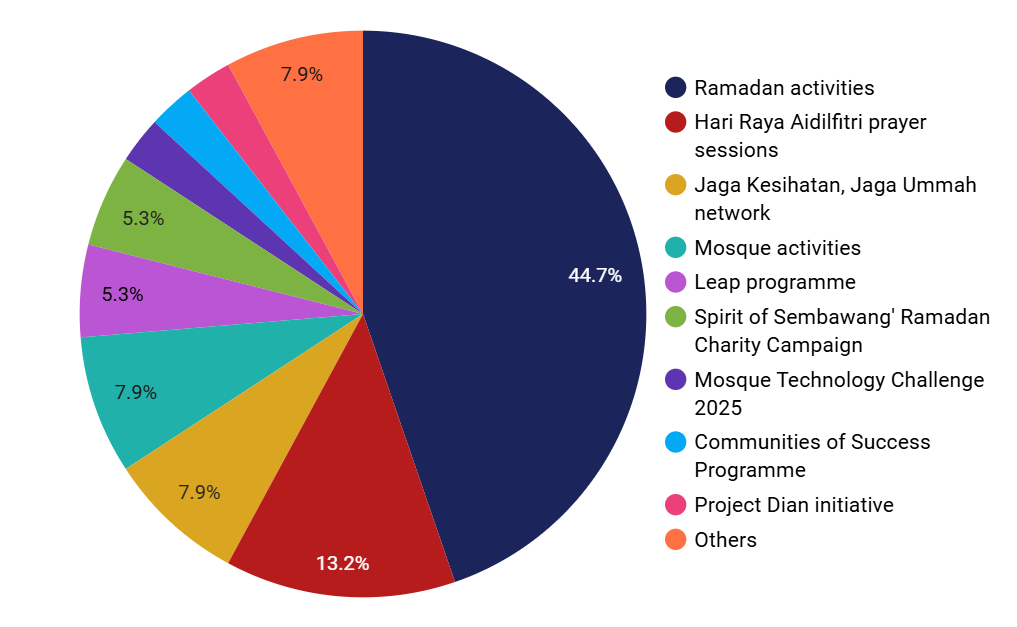 7.9%
44.7%
13.2%
7.9%
7.9%
5.3%
5.3%
Ramadan activities
Hari Raya Aidilfitri prayer
sessions
Jaga Kesihatan, Jaga Ummah
network
Mosque activities
Leap programme
Spirit of Sembawang' Ramadan
Charity Campaign
Mosque Technology Challenge
2025
Communities of Success
Programme
Project Dian initiative
Others